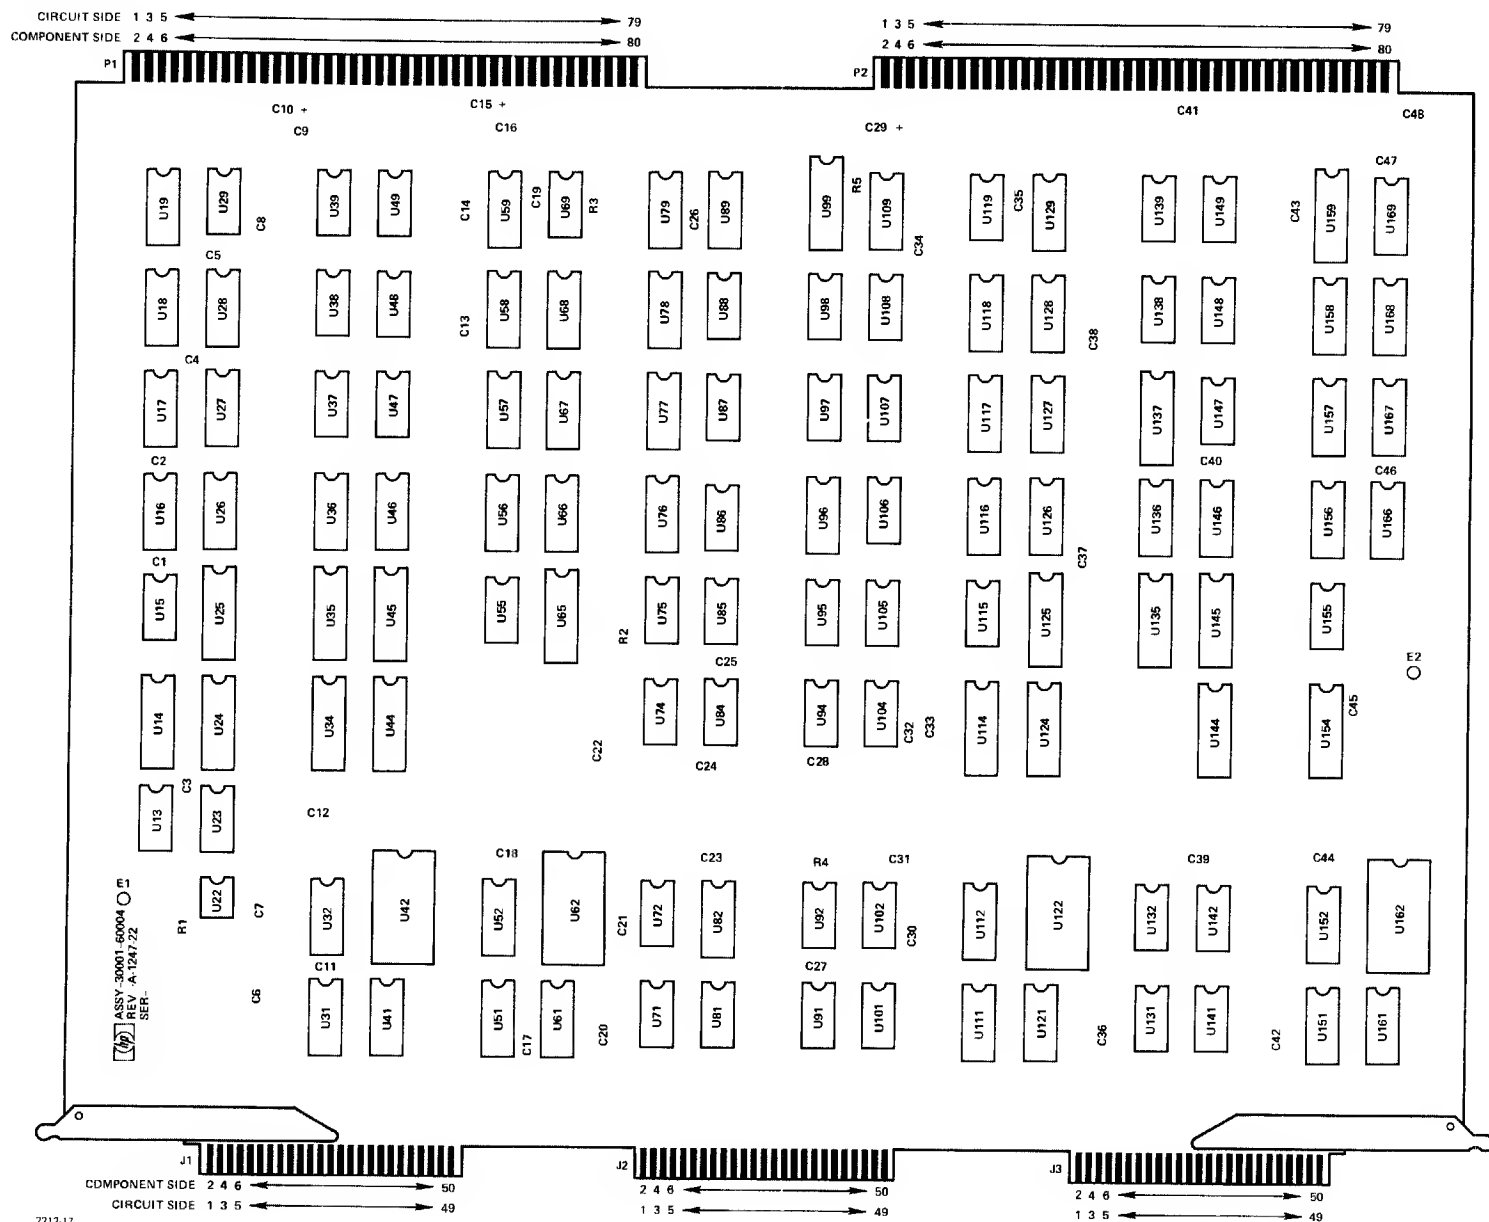 CIRCUIT SIDE 1 3 5 79
COMPONENT SIDE 2 4 6 80
1 3 5 79
2 4 6 80
P1
P2
C10 +
C9
C15 +
C16
C29 +
C41
C48
U19 U29 C8 U39 U49 C14 U59 C19 U69 R3 U79 C26 U89 U99 R5 U109 C34 U119 C35 U129 U139 U149 C43 U159 C47 U169
C5
U18 U28 U38 U48 C13 U58 U68 U78 U88 U98 U108 U118 U128 C38 U138 U148 U158 U168
C4
U17 U27 U37 U47 U57 U67 U77 U87 U97 U107 U117 U127 U137 U147 U157 U167
C2 C40 C46
U16 U26 U36 U46 U56 U66 U76 U86 U96 U106 U116 U126 C37 U136 U146 U156 U166
C1
U15 U25 U35 U45 U55 U65 R2 U75 U85 U95 U105 U115 U125 U135 U145 U155
C25 E2
U14 U24 U34 U44 C22 U74 U84 U94 U104 C32 C33 U114 U124 U144 U154 C45
C24 C28
C3
U13 U23 C12
C18 C23 R4 C31 C39 C44
E1
R1 U22 C7 U32 U42 U52 U62 C21 U72 U82 U92 U102 C30 U112 U122 U132 U142 U152 U162
C11 C27
C6 U31 U41 U51 C17 U61 C20 U71 U81 U91 U101 U111 U121 C36 U131 U141 C42 U151 U161
hp
ASSY-30001-60004
REV -A-1247-22
SER-
J1
J2
J3
COMPONENT SIDE 2 4 6 50
CIRCUIT SIDE 1 3 5 49
2 4 6 50
1 3 5 49
2 4 6 50
1 3 5 49